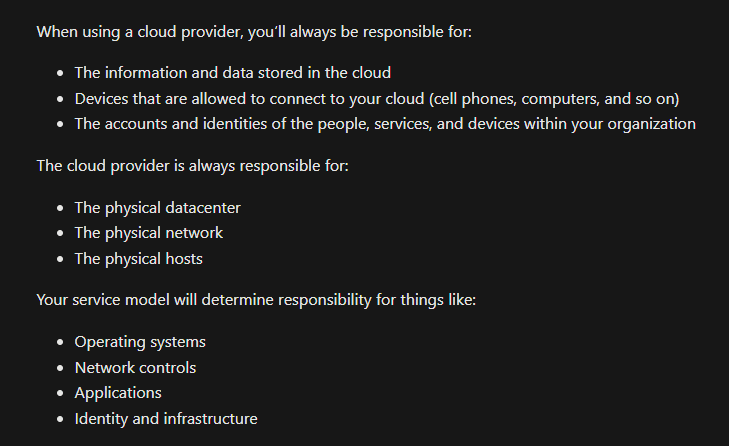 When using a cloud provider, you’ll always be responsible for:
• The information and data stored in the cloud
• Devices that are allowed to connect to your cloud (cell phones, computers, and so on)
• The accounts and identities of the people, services, and devices within your organization
The cloud provider is always responsible for:
• The physical datacenter
• The physical network
• The physical hosts
Your service model will determine responsibility for things like:
• Operating systems
• Network controls
• Applications
• Identity and infrastructure